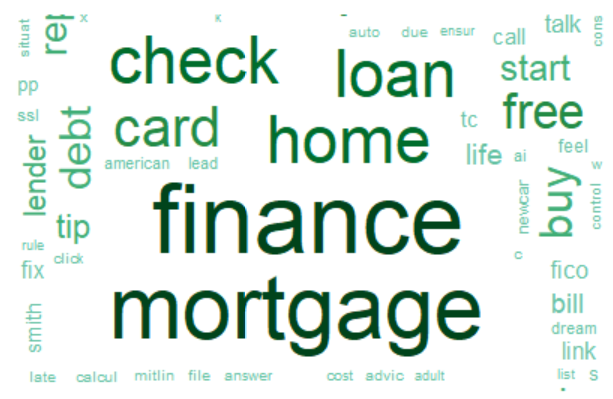 situat
rep
x
K
auto
due
ensur
call
talk
cons
check
loan
start
pp
ssl
debt
card
home
tc
free
life
ai
feel
w
american
lead
lender
newcar
buy
control
finance
tip
rule
click
fix
c
fico
mortgage
bill
dream
smith
link
late
calcul
mitlin
file
answer
cost
advic
adult
list
S